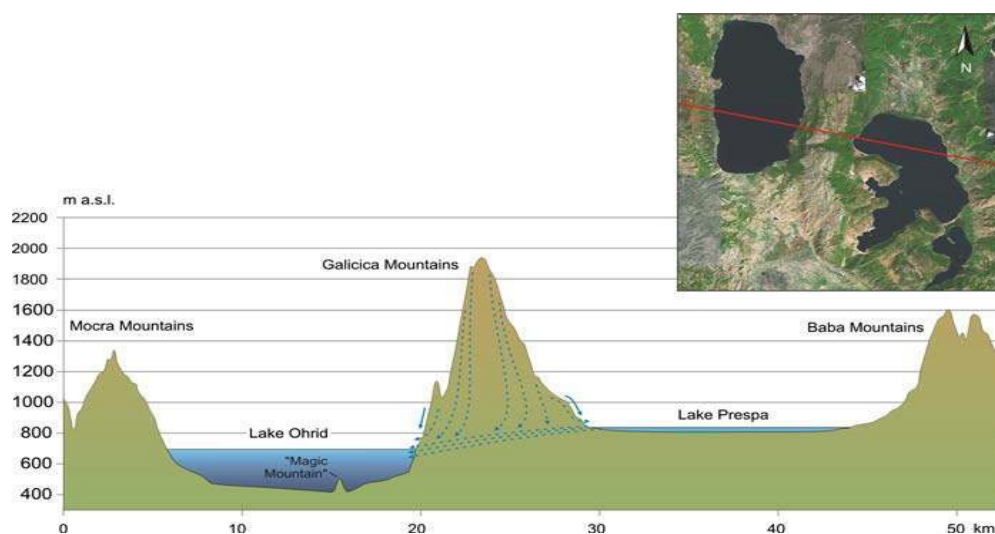 N
m a.s.l.
2200
2000
1800
1600
1400
1200
1000
800
600
400
Galicica Mountains
Mocra Mountains
Baba Mountains
Lake Prespa
Lake Ohrid
"Magic
Mountain"
0 10 20 30 40 50 km